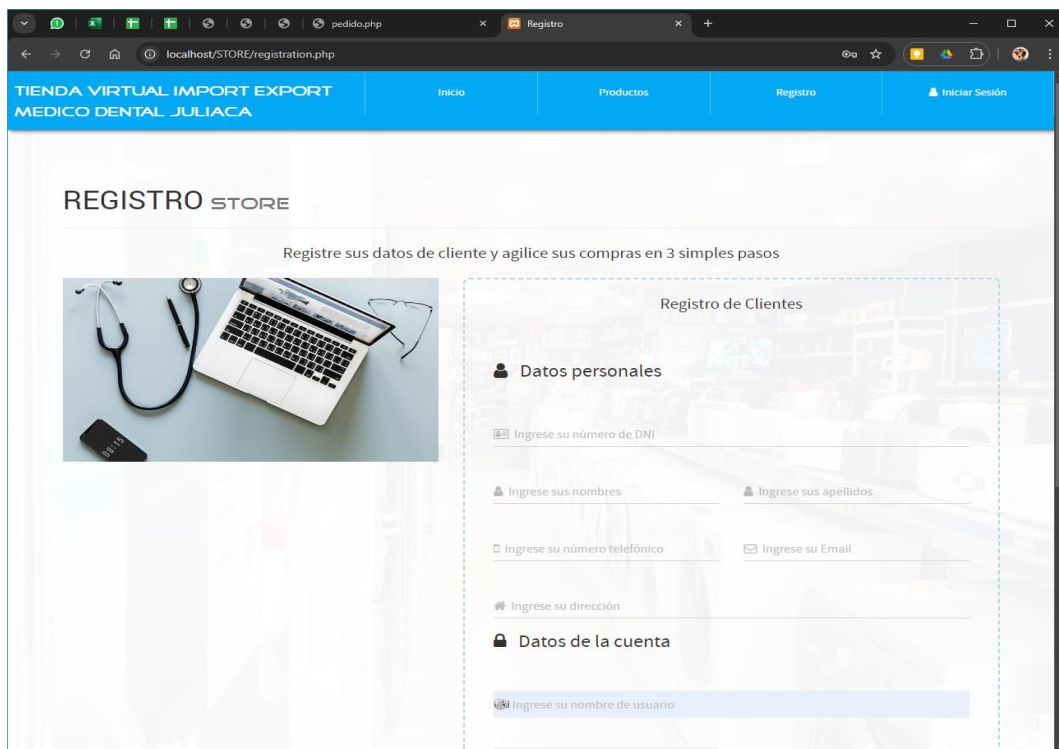 pedido.php
Registro
localhost/STORE/registration.php
TIENDA VIRTUAL IMPORT EXPORT
MEDICO DENTAL JULIACA
Inicio
Productos
Registro
Iniciar Sesión
REGISTRO STORE
Registre sus datos de cliente y agilice sus compras en 3 simples pasos
08:15
Registro de Clientes
Datos personales
Ingrese su número de DNI
Ingrese sus nombres
Ingrese sus apellidos
Ingrese su número telefónico
Ingrese su Email
Ingrese su dirección
Datos de la cuenta
Ingrese su nombre de usuario